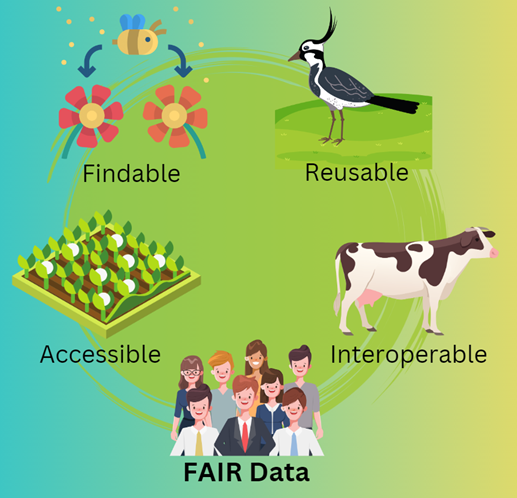 Findable
Reusable
Accessible
Interoperable
FAIR Data